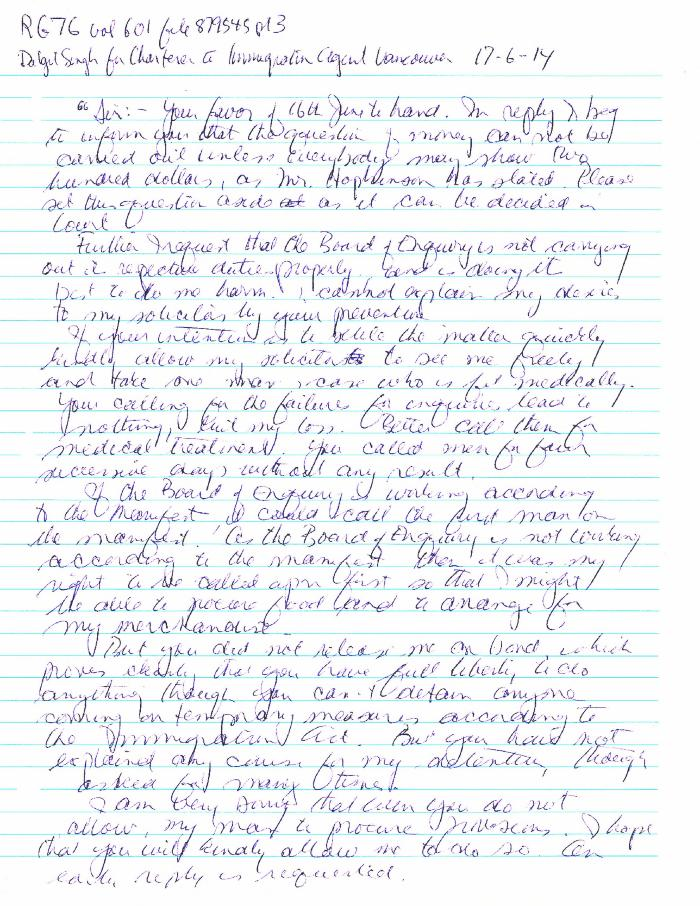 RG76 vol 601 file 879545 pt 3
Daljit Singh for Charterer to Immigration Agent Vancouver 17-6-14
"Sir:- Your favor of 16th June to hand. In reply I beg
to inform you that the question of money can not be
carried out unless everybody may show two
hundred dollars, as Mr. Hopkinson has stated. Please
set this question aside as it can be decided in
Court
Further I request that the Board of Enquiry is not carrying
out it respective duties properly, and is doing it
best to do me harm. I cannot explain my desires
to my solicitors by your prevention.
If your intention is to settle the matter quickly
kindly allow my solicitors to see me freely
and take one man's case who is fit medically.
Your calling for the failures for enquiries lead to
nothing, but my loss. Better call them for
medical treatment. You called men for four
successive days without any result.
If the Board of Enquiry is working according
to the Manifest it could call the first man on
the manifest. As the Board of Enquiry is not working
according to the manifest then it was my
right to be called upn first so that I might
be able to procure food and to arrange for
my merchandise.
But you did not release me on bond, which
proves clearly that you have full liberty to do
anything though you can't detain anyone
coming on temporary measures according to
the Immigration Act. But you have not
explained any cause for my detention, though
asked for many times.
I am very sorry that even you do not
allow my man to procure provisions. I hope
that you will kindly allow me to do so. An
early reply is requested.